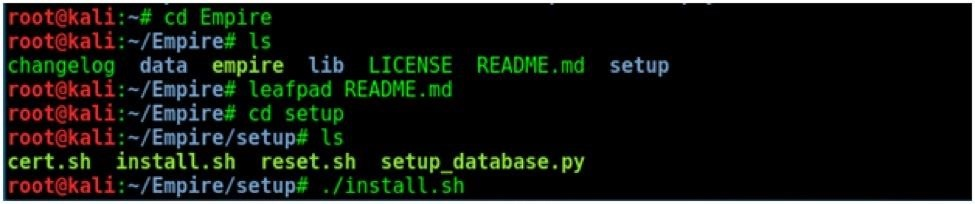 root@kali:~# cd Empire
root@kali:~/Empire# ls
changelog data empire lib LICENSE README.md setup
root@kali:~/Empire# leafpad README.md
root@kali:~/Empire# cd setup
root@kali:~/Empire/setup# ls
cert.sh install.sh reset.sh setup_database.py
root@kali:~/Empire/setup# ./install.sh